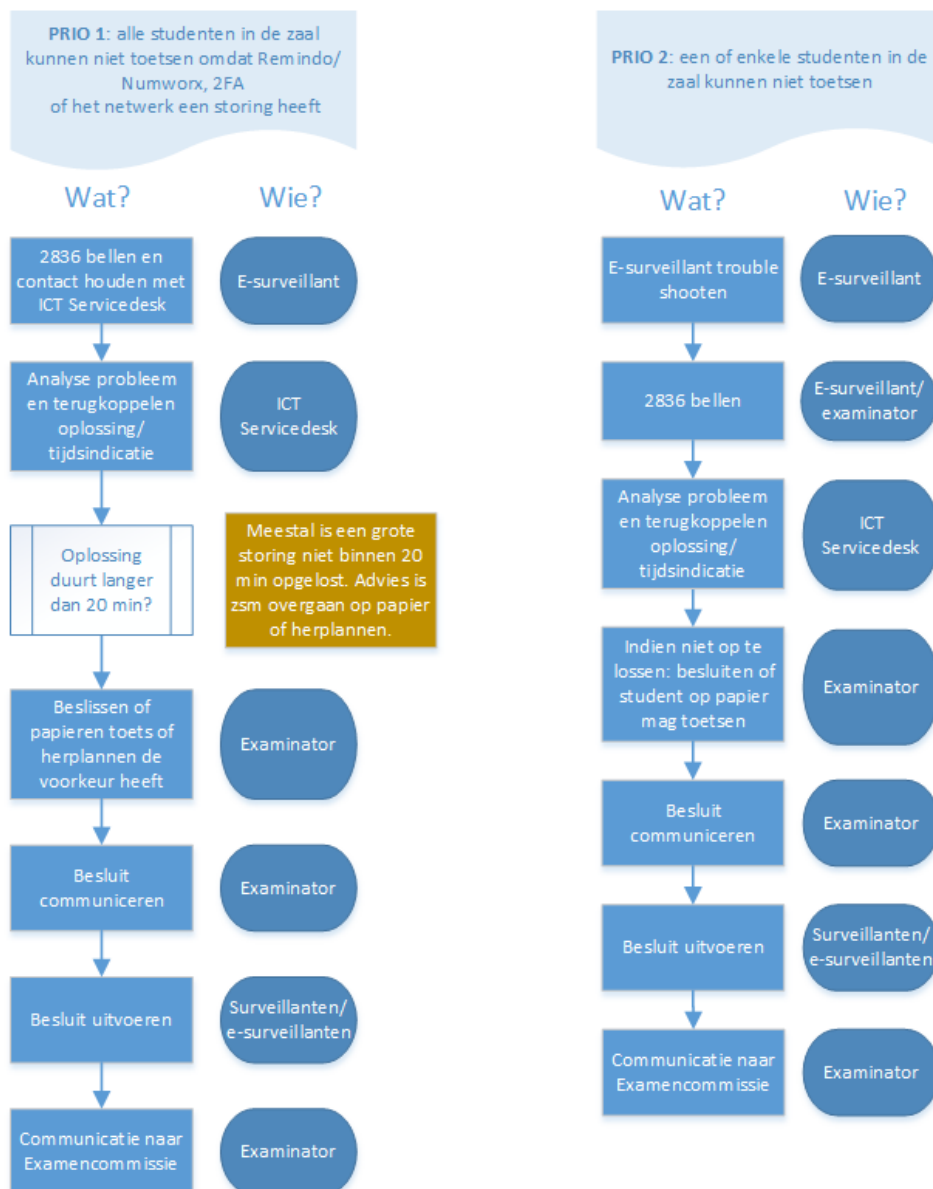 PRIO 1: alle studenten in de zaal
kunnen niet toetsen omdat Remindo/
Numworx, 2FA
of het netwerk een storing heeft
Wat?
Wie?
2836 bellen en
contact houden met
ICT Servicedesk
E-surveillant
Analyse probleem
en terugkoppelen
oplossing/
tijdsindicatie
ICT
Servicedesk
Oplossing
duurt langer
dan 20 min?
Meestal is een grote
storing niet binnen 20
min opgelost. Advies is
zsm overgaan op papier
of herplannen.
Beslissen of
papieren toets of
herplannen de
voorkeur heeft
Examinator
Besluit
communiceren
Examinator
Besluit uitvoeren
Surveillanten/
e-surveillanten
Communicatie naar
Examencommissie
Examinator
PRIO 2: een of enkele studenten in de
zaal kunnen niet toetsen
Wat?
Wie?
E-surveillant trouble
shooten
E-surveillant
2836 bellen
E-surveillant/
examinator
Analyse probleem
en terugkoppelen
oplossing/
tijdsindicatie
ICT
Servicedesk
Indien niet op te
lossen: besluiten of
student op papier
mag toetsen
Examinator
Besluit
communiceren
Examinator
Besluit uitvoeren
Surveillanten/
e-surveillanten
Communicatie naar
Examencommissie
Examinator